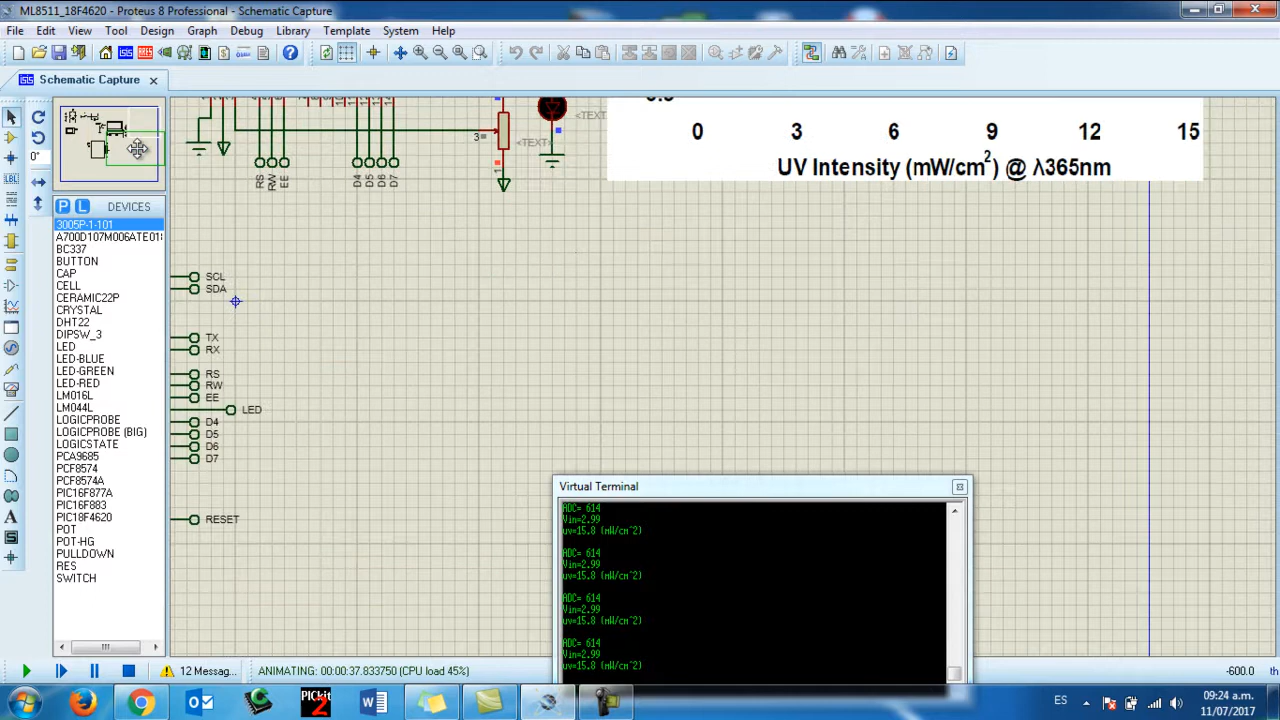 ML8511_18F4620 - Proteus 8 Professional - Schematic Capture
File Edit View Tool Design Graph Debug Library Template System Help
Schematic Capture
0°
P L DEVICES
3005P-1-101
A700D107M006ATE018
BC337
BUTTON
CAP
CELL
CERAMIC22P
CRYSTAL
DHT22
DIPSW_3
LED
LED-BLUE
LED-GREEN
LED-RED
LM016L
LM044L
LOGICPROBE
LOGICPROBE (BIG)
LOGICSTATE
PCA9685
PCF8574
PCF8574A
PIC16F877A
PIC16F883
PIC18F4620
POT
POT-HG
PULLDOWN
RES
SWITCH
RS
RW
EE
D4
D5
D6
D7
3
1
<TEXT>
<TEXT>
0 3 6 9 12 15
UV Intensity (mW/cm2) @ λ365nm
SCL
SDA
TX
RX
RS
RW
EE
LED
D4
D5
D6
D7
RESET
Virtual Terminal
ADC= 614
Vin=2.99
uv=15.8 (mW/cm^2)
ADC= 614
Vin=2.99
uv=15.8 (mW/cm^2)
ADC= 614
Vin=2.99
uv=15.8 (mW/cm^2)
ADC= 614
Vin=2.99
uv=15.8 (mW/cm^2)
12 Messag...
ANIMATING: 00:00:37.833750 (CPU load 45%)
-600.0
th
PICkit
2
ES
09:24 a.m.
11/07/2017